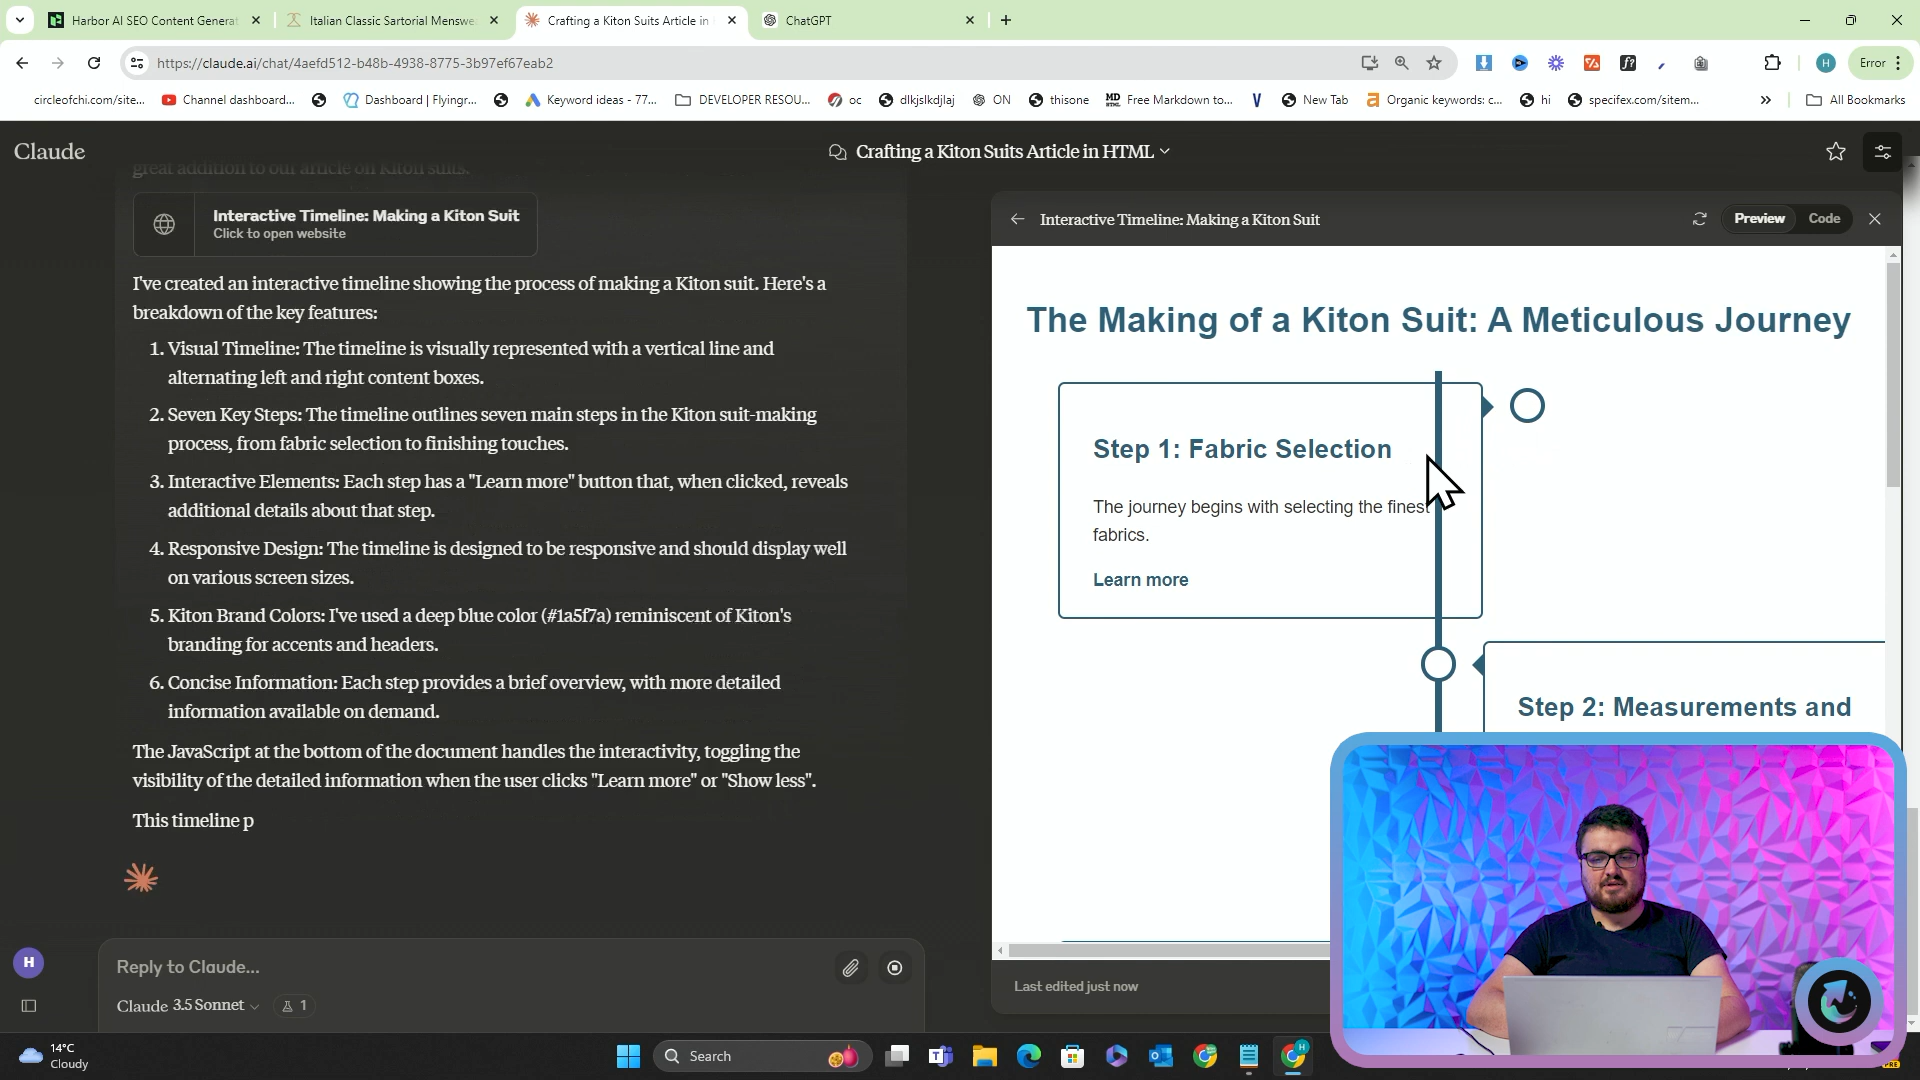 Harbor AI SEO Content Generat
Italian Classic Sartorial Menswe
Crafting a Kiton Suits Article in
ChatGPT
https://claude.ai/chat/4aefd512-b48b-4938-8775-3b97ef67eab2
H
Error
circleofchi.com/site...
Channel dashboard...
Dashboard | Flyingr...
Keyword ideas - 77...
DEVELOPER RESOU...
oc
dlkjslkdjlaj
ON
thisone
Free Markdown to...
New Tab
Organic keywords: c...
hi
specifex.com/sitem...
All Bookmarks
Claude
Crafting a Kiton Suits Article in HTML
great addition to our article on Kiton suits.
Interactive Timeline: Making a Kiton Suit
Click to open website
I've created an interactive timeline showing the process of making a Kiton suit. Here's a
breakdown of the key features:
1. Visual Timeline: The timeline is visually represented with a vertical line and
alternating left and right content boxes.
2. Seven Key Steps: The timeline outlines seven main steps in the Kiton suit-making
process, from fabric selection to finishing touches.
3. Interactive Elements: Each step has a "Learn more" button that, when clicked, reveals
additional details about that step.
4. Responsive Design: The timeline is designed to be responsive and should display well
on various screen sizes.
5. Kiton Brand Colors: I've used a deep blue color (#1a5f7a) reminiscent of Kiton's
branding for accents and headers.
6. Concise Information: Each step provides a brief overview, with more detailed
information available on demand.
The JavaScript at the bottom of the document handles the interactivity, toggling the
visibility of the detailed information when the user clicks "Learn more" or "Show less".
This timeline p
H
Reply to Claude...
Claude 3.5 Sonnet
1
Interactive Timeline: Making a Kiton Suit
Preview
Code
The Making of a Kiton Suit: A Meticulous Journey
Step 1: Fabric Selection
The journey begins with selecting the finest
fabrics.
Learn more
Step 2: Measurements and
Last edited just now
14°C
Cloudy
Search
H
PRE